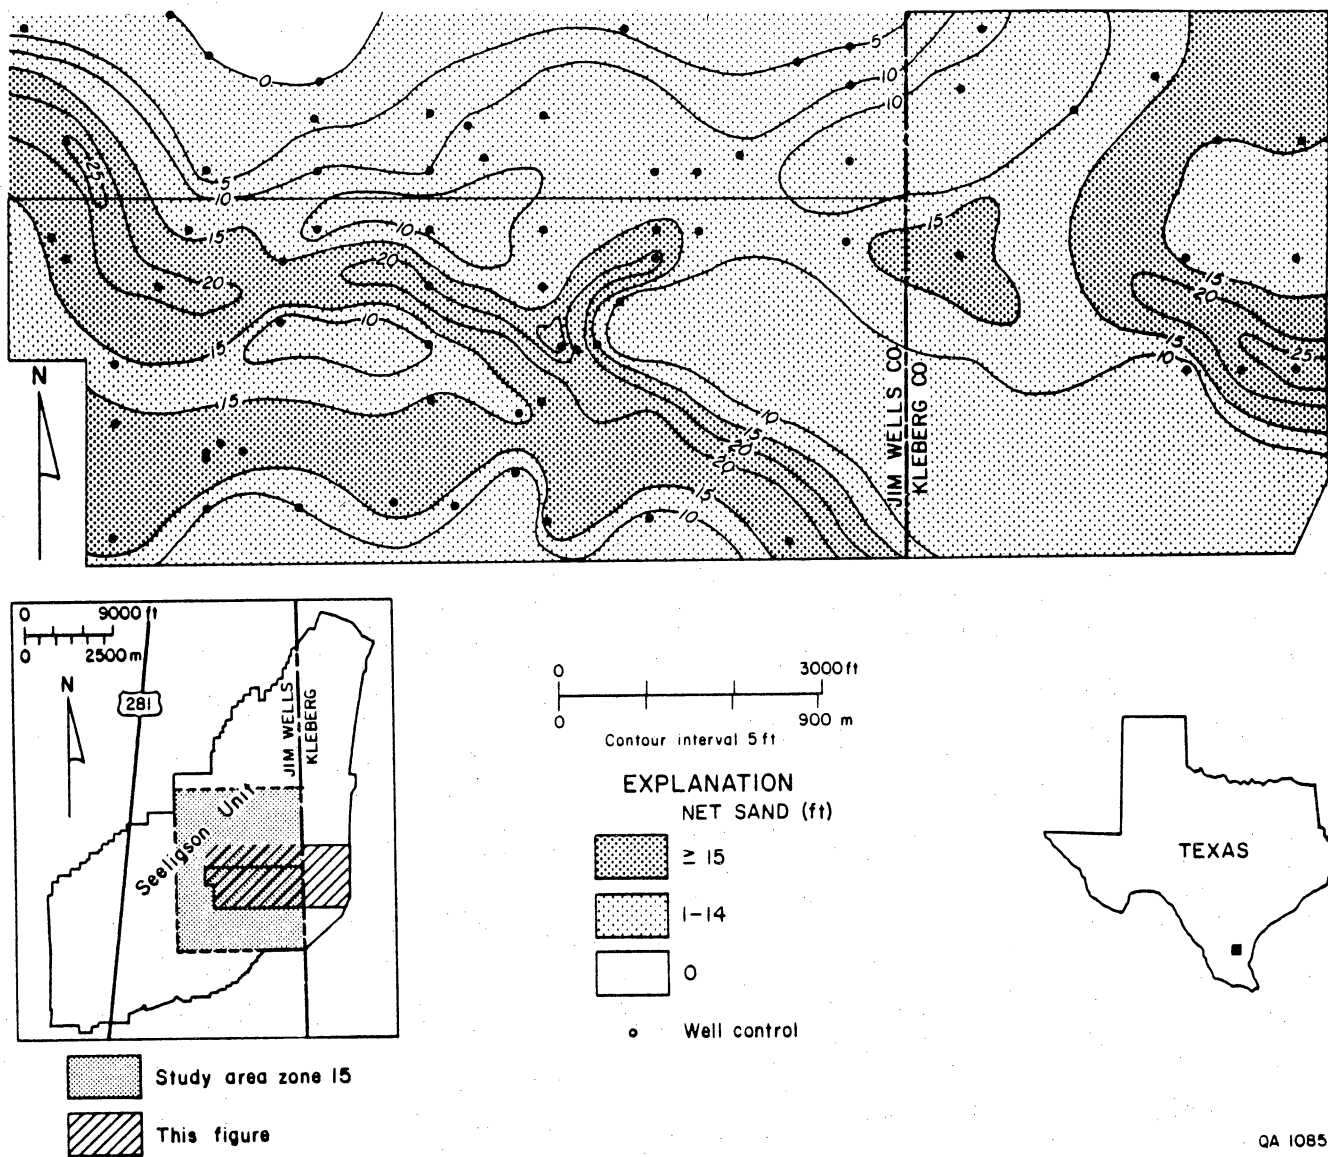 0
5
10
10
5
10
25
15
10
15
20
20
10
15
15
15
20
25
15
10
15
10
15
20
20
15
10
JIM WELLS CO
KLEBERG CO
N
0 9000 ft
0 2500 m
N
281
JIM WELLS
KLEBERG
Seeligson Unit
0 3000 ft
0 900 m
Contour interval 5 ft
EXPLANATION
NET SAND (ft)
≥ 15
1-14
0
Well control
TEXAS
Study area zone 15
This figure
QA 1085